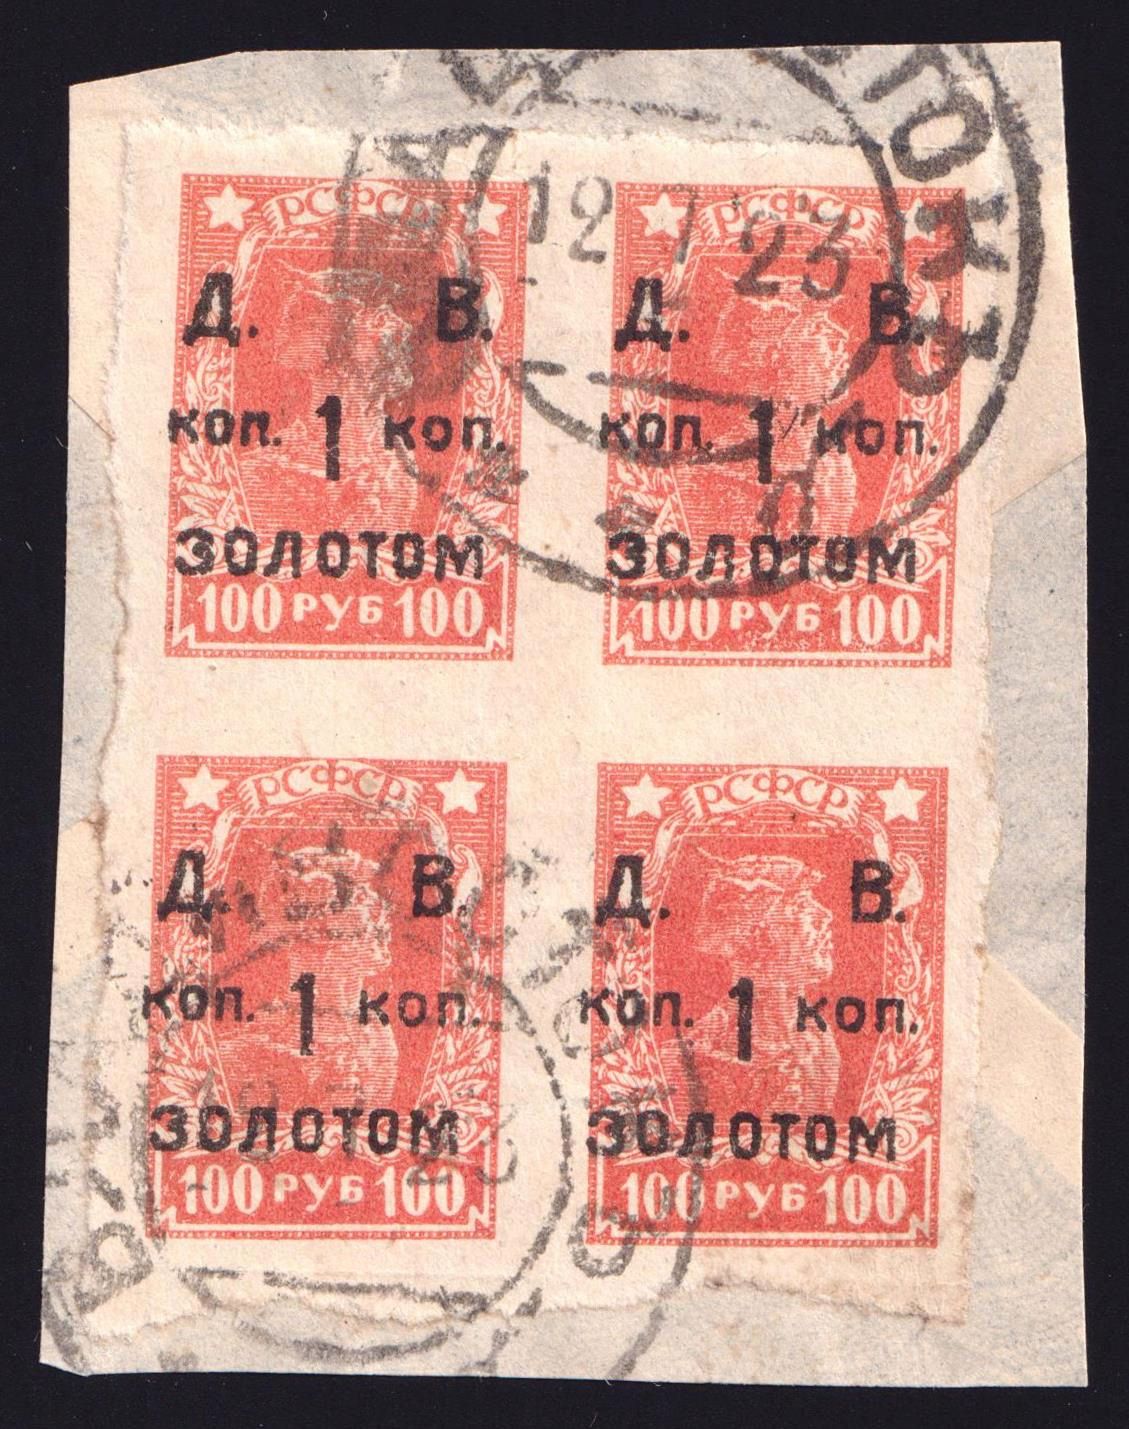 12 7 23
РСФСР РСФСР
Д. В. Д. В.
коп. 1 коп. коп. 1 коп.
золотом золотом
100 РУБ 100 100 РУБ 100
РСФСР РСФСР
Д. В. Д. В.
коп. 1 коп. коп. 1 коп.
золотом золотом
100 РУБ 100 100 РУБ 100